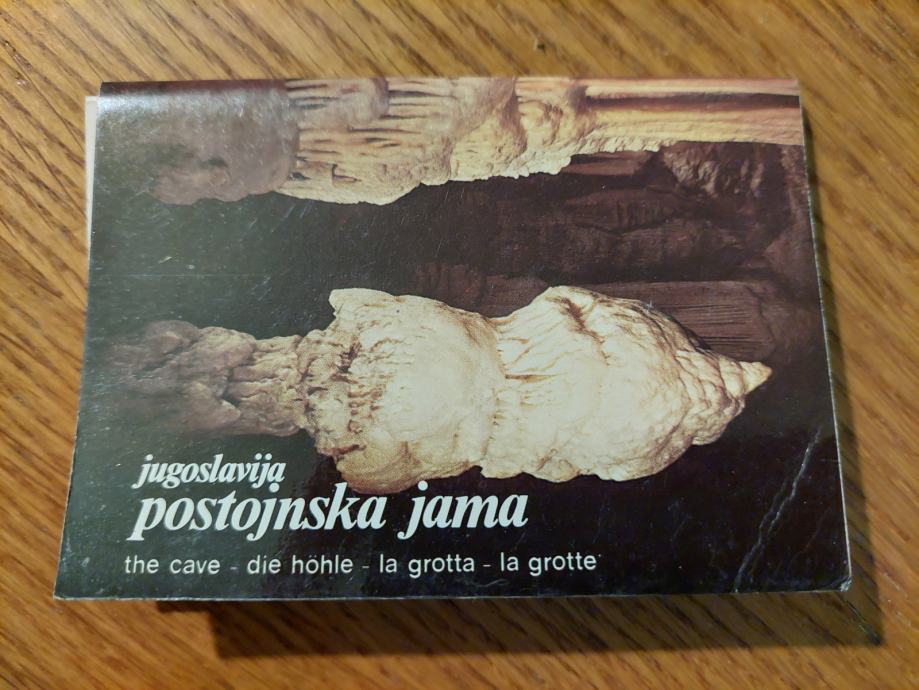 jugoslavija
postojnska jama
the cave - die höhle - la grotta - la grotte